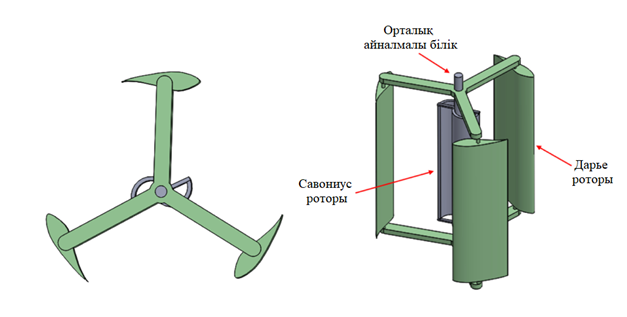 Орталық
айналмалы білік
Савониус
роторы
Дарье
роторы